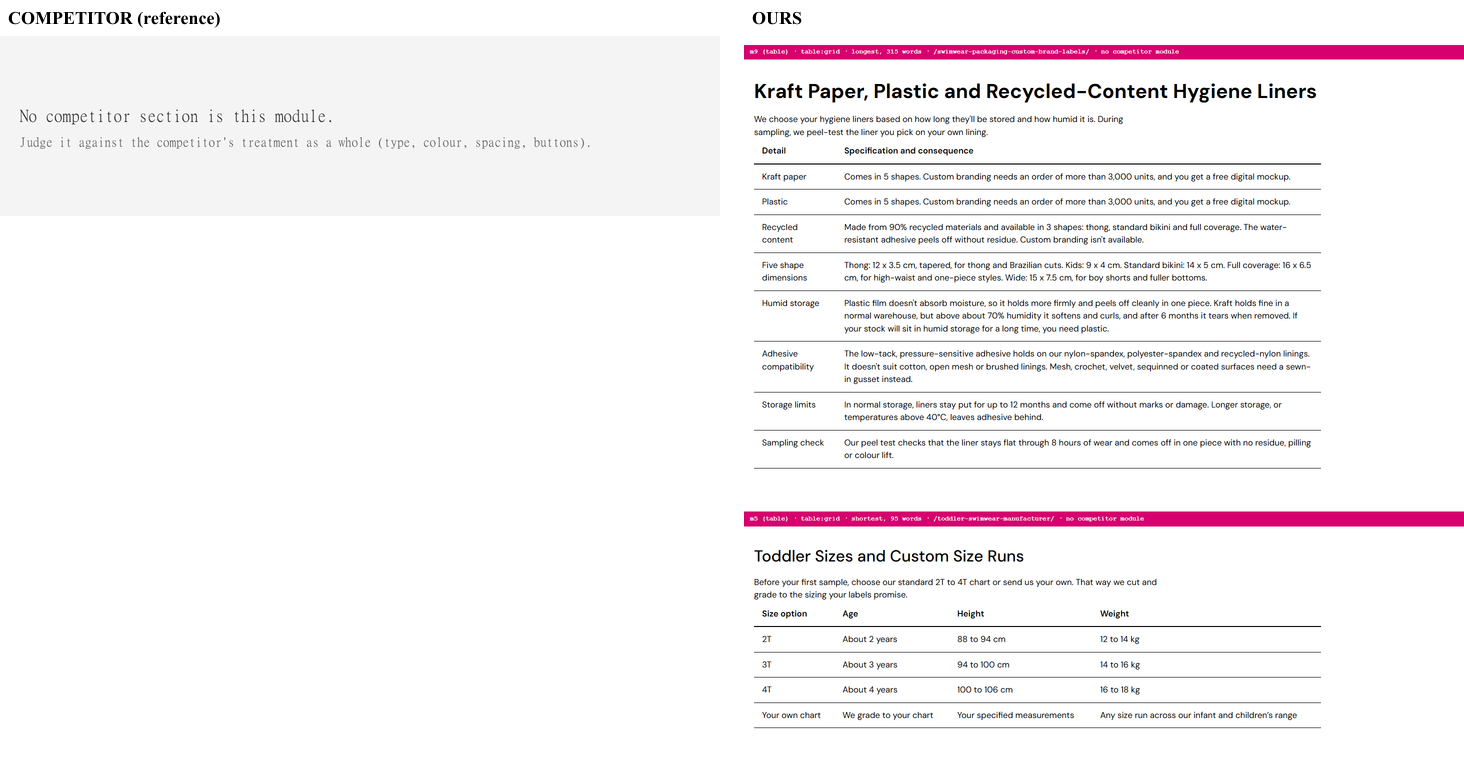 COMPETITOR (reference)
No competitor section is this module.
Judge it against the competitor's treatment as a whole (type, colour, spacing, buttons).
OURS
m9 (table) · table:grid · longest, 315 words · /swimwear-packaging-custom-brand-labels/ · no competitor module
Kraft Paper, Plastic and Recycled-Content Hygiene Liners
We choose your hygiene liners based on how long they'll be stored and how humid it is. During
sampling, we peel-test the liner you pick on your own lining.
Detail Specification and consequence
Kraft paper Comes in 5 shapes. Custom branding needs an order of more than 3,000 units, and you get a free digital mockup.
Plastic Comes in 5 shapes. Custom branding needs an order of more than 3,000 units, and you get a free digital mockup.
Recycled Made from 90% recycled materials and available in 3 shapes: thong, standard bikini and full coverage. The water-
content resistant adhesive peels off without residue. Custom branding isn't available.
Five shape Thong: 12 x 3.5 cm, tapered, for thong and Brazilian cuts. Kids: 9 x 4 cm. Standard bikini: 14 x 5 cm. Full coverage: 16 x 6.5
dimensions cm, for high-waist and one-piece styles. Wide: 15 x 7.5 cm, for boy shorts and fuller bottoms.
Humid storage Plastic film doesn't absorb moisture, so it holds more firmly and peels off cleanly in one piece. Kraft holds fine in a
normal warehouse, but above about 70% humidity it softens and curls, and after 6 months it tears when removed. If
your stock will sit in humid storage for a long time, you need plastic.
Adhesive The low-tack, pressure-sensitive adhesive holds on our nylon-spandex, polyester-spandex and recycled-nylon linings.
compatibility It doesn't suit cotton, open mesh or brushed linings. Mesh, crochet, velvet, sequinned or coated surfaces need a sewn-
in gusset instead.
Storage limits In normal storage, liners stay put for up to 12 months and come off without marks or damage. Longer storage, or
temperatures above 40°C, leaves adhesive behind.
Sampling check Our peel test checks that the liner stays flat through 8 hours of wear and comes off in one piece with no residue, pilling
or colour lift.
m5 (table) · table:grid · shortest, 95 words · /toddler-swimwear-manufacturer/ · no competitor module
Toddler Sizes and Custom Size Runs
Before your first sample, choose our standard 2T to 4T chart or send us your own. That way we cut and
grade to the sizing your labels promise.
Size option Age Height Weight
2T About 2 years 88 to 94 cm 12 to 14 kg
3T About 3 years 94 to 100 cm 14 to 16 kg
4T About 4 years 100 to 106 cm 16 to 18 kg
Your own chart We grade to your chart Your specified measurements Any size run across our infant and children's range